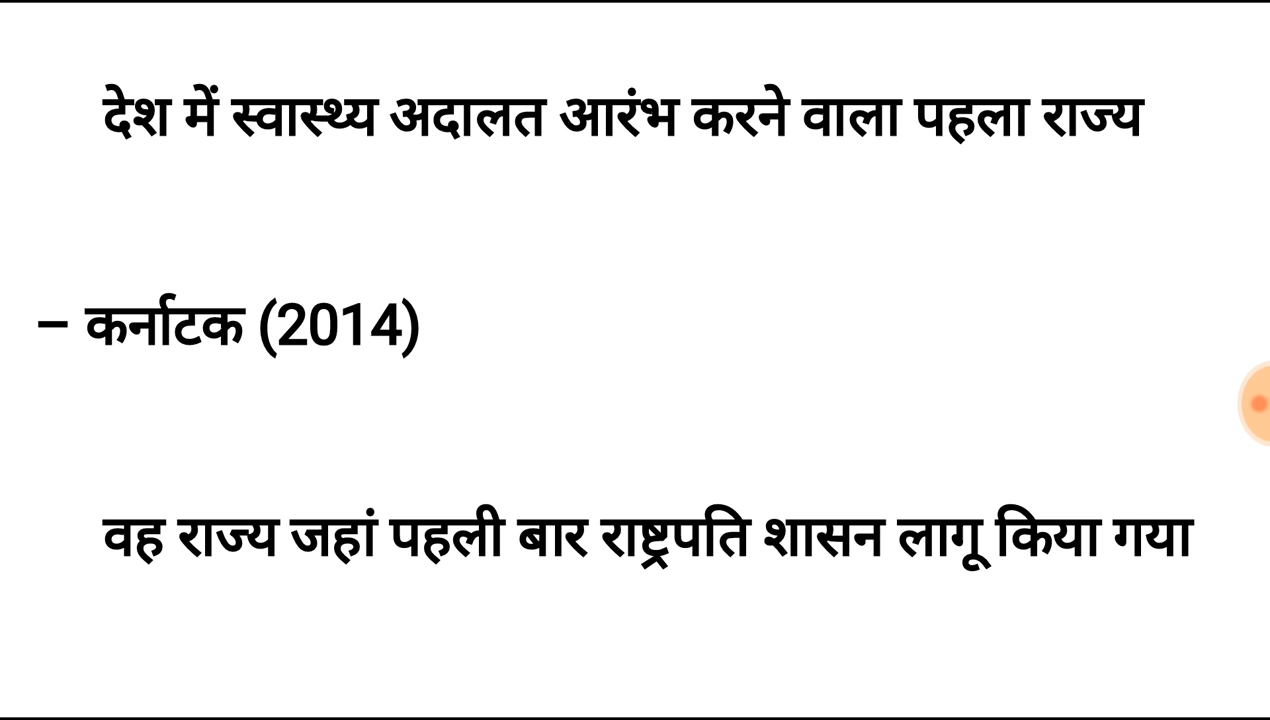 देश में स्वास्थ्य अदालत आरंभ करने वाला पहला राज्य
– कर्नाटक (2014)
वह राज्य जहां पहली बार राष्ट्रपति शासन लागू किया गया